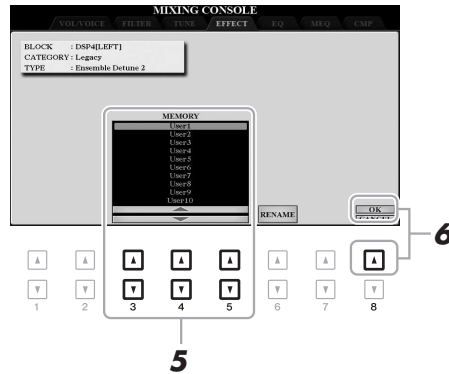 MIXING CONSOLE
VOL/VOICE FILTER TUNE EFFECT EQ MEQ CMP
BLOCK : DSP4[LEFT]
CATEGORY : Legacy
TYPE : Ensemble Detune 2
MEMORY
User1
User2
User3
User4
User5
User6
User7
User8
User9
User10
RENAME
OK
CANCEL
6
1 2 3 4 5 6 7 8
5